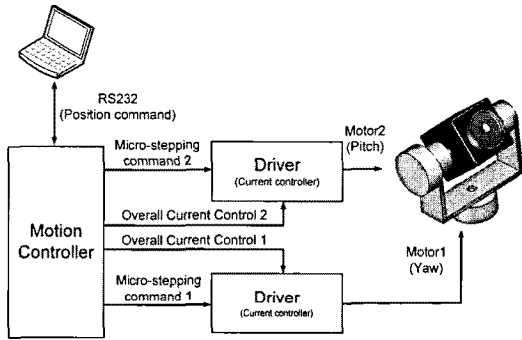 RS232
(Position command)
Micro-stepping
command 2
Driver
(Current controller)
Motor2
(Pitch)
Motion
Controller
Overall Current Control 2
Overall Current Control 1
Micro-stepping
command 1
Driver
(Current controller)
Motor1
(Yaw)